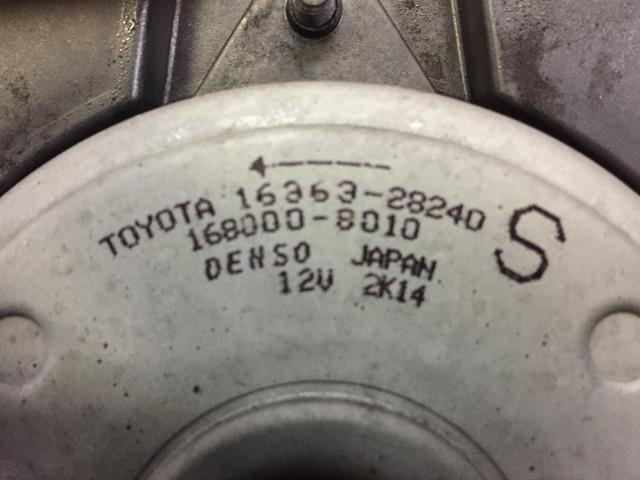 TOYOTA 16363-28240
168000-8010
DENSO JAPAN
12V 2K14
S